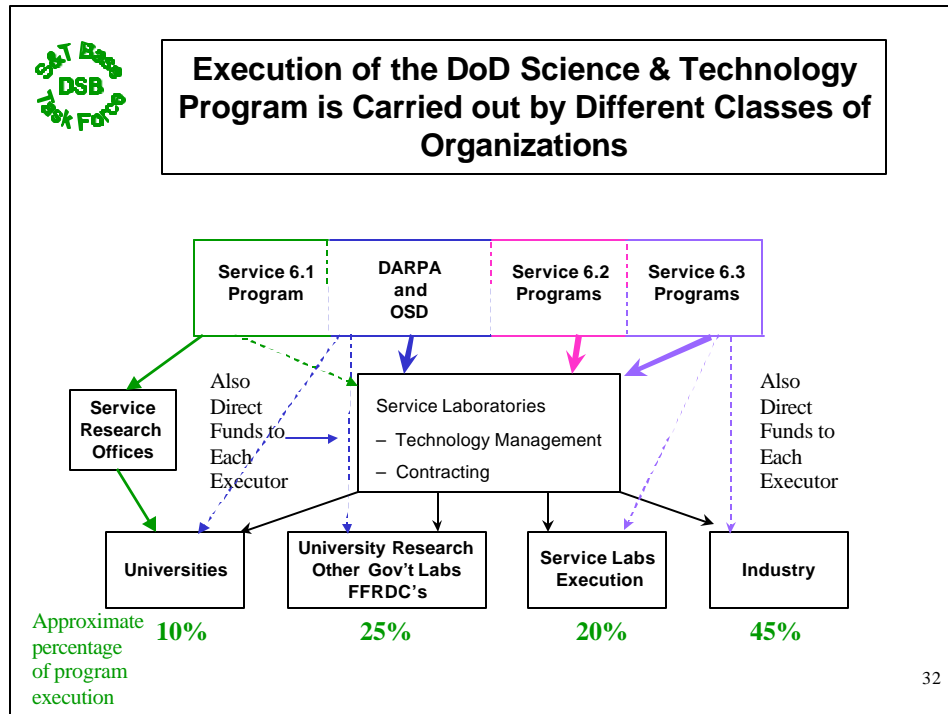 S&T Base
DSB
Task Force
Execution of the DoD Science & Technology
Program is Carried out by Different Classes of
Organizations
Service 6.1
Program
DARPA
and
OSD
Service 6.2
Programs
Service 6.3
Programs
Service
Research
Offices
Also
Direct
Funds to
Each
Executor
Service Laboratories
– Technology Management
– Contracting
Also
Direct
Funds to
Each
Executor
Universities
University Research
Other Gov't Labs
FFRDC's
Service Labs
Execution
Industry
Approximate
percentage
of program
execution
10%
25%
20%
45%
32